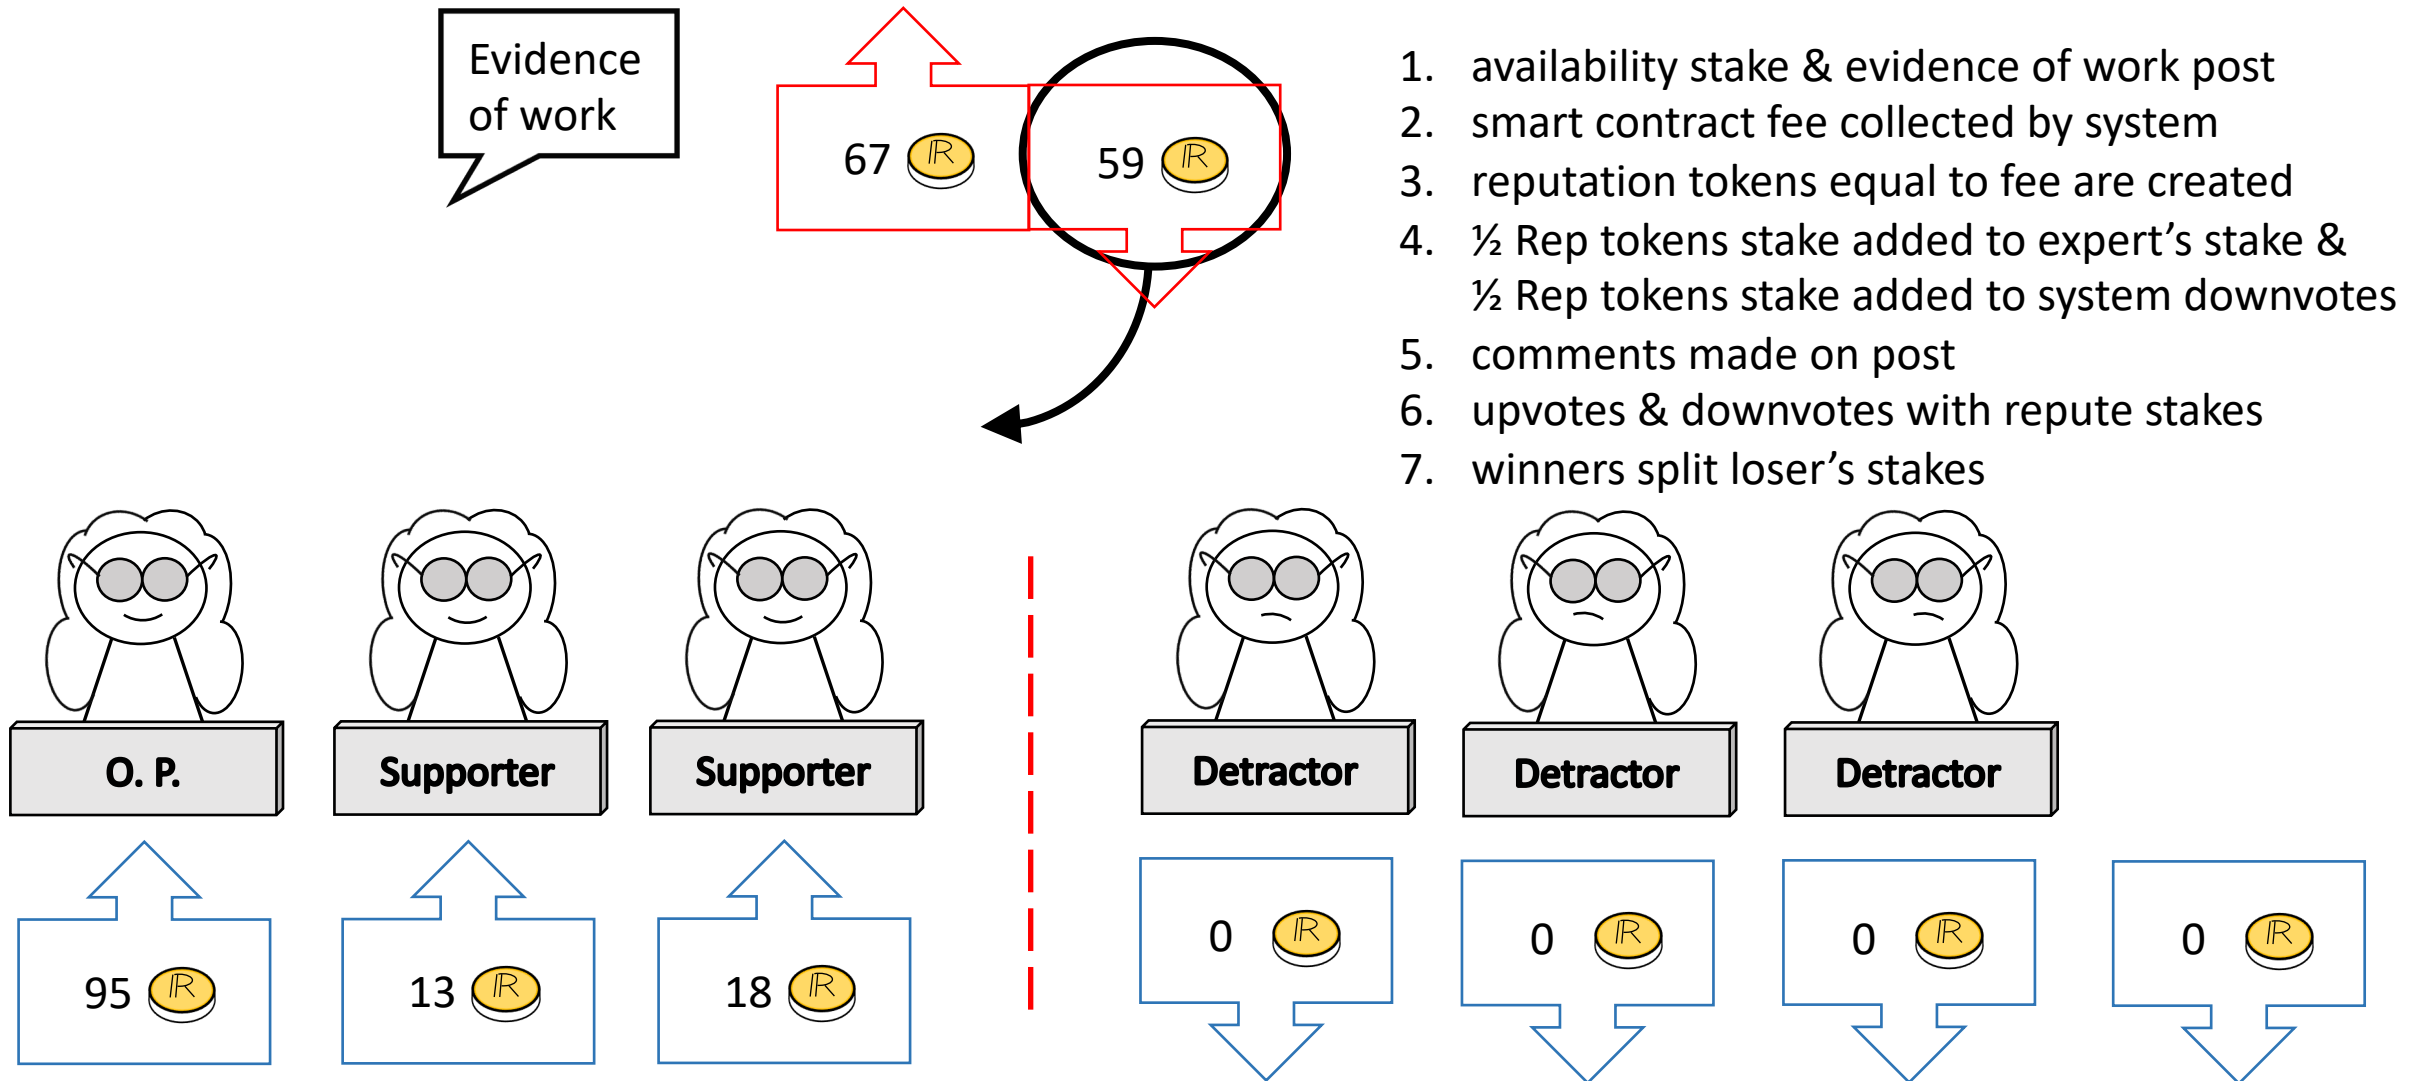 Evidence
of work
67 R
59 R
1. availability stake & evidence of work post
2. smart contract fee collected by system
3. reputation tokens equal to fee are created
4. ½ Rep tokens stake added to expert’s stake &
½ Rep tokens stake added to system downvotes
5. comments made on post
6. upvotes & downvotes with repute stakes
7. winners split loser’s stakes
O. P.
Supporter
Supporter
Detractor
Detractor
Detractor
95 R
13 R
18 R
0 R
0 R
0 R
0 R